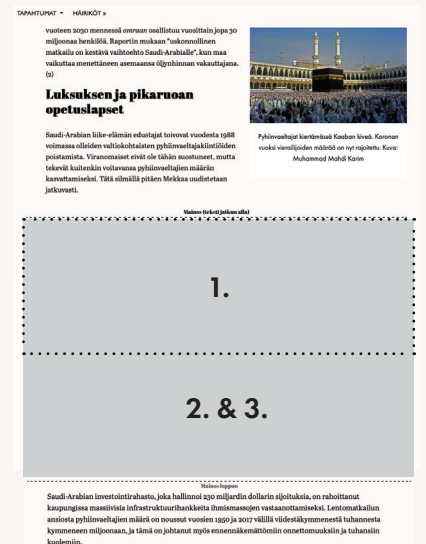 TAPAHTUMAT ▾ HÄIRIKÖT »
vuoteen 2030 mennessä omraan osallistuu vuosittain jopa 30
miljoonaa henkilöä. Raportin mukaan "uskonnollinen
matkailu on kestävä vaihtoehto Saudi-Arabialle", kun maa
vaikuttaa menettäneen asemaansa öljynhinnan vakauttajana.
(2)
Luksuksen ja pikaruoan
opetuslapset
Saudi-Arabian liike-elämän edustajat toivovat vuodesta 1988
voimassa olleiden valtiokohtaisten pyhiinvaeltajakiintiöiden
poistamista. Viranomaiset eivät ole tähän suostuneet, mutta
tekevät kuitenkin voitavansa pyhiinvaeltajien määrän
kasvattamiseksi. Tätä silmällä pitäen Mekkaa uudistetaan
jatkuvasti.
Pyhiinvaeltajat kiertämässä Kaaban kiveä. Koronan
vuoksi vierailijoiden määrää on nyt rajoitettu. Kuva:
Muhammad Mahdi Karim
Mainos (teksti jatkuu alla)
1.
2. & 3.
Mainos loppuu
Saudi-Arabian investointirahasto, joka hallinnoi 230 miljardin dollarin sijoituksia, on rahoittanut
kaupungissa massiivisia infrastruktuurihankkeita ihmismassojen vastaanottamiseksi. Lentomatkailun
ansiosta pyhiinvaeltajien määrä on noussut vuosien 1950 ja 2017 välillä viidestäkymmenestä tuhannesta
kymmeneen miljoonaan, ja tämä on johtanut myös ennennäkemättömiin onnettomuuksiin ja tuhansiin
kuolemiin.